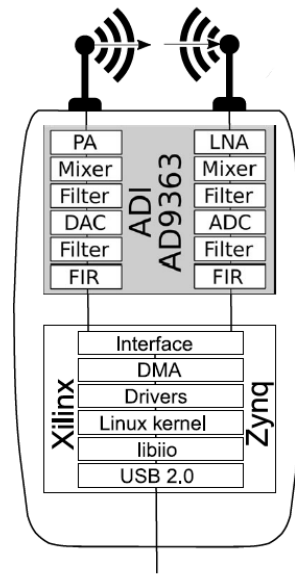 PA
Mixer
Filter
DAC
Filter
FIR
ADI
AD9363
LNA
Mixer
Filter
ADC
Filter
FIR
Xilinx
Interface
DMA
Drivers
Linux kernel
libiio
USB 2.0
Zynq